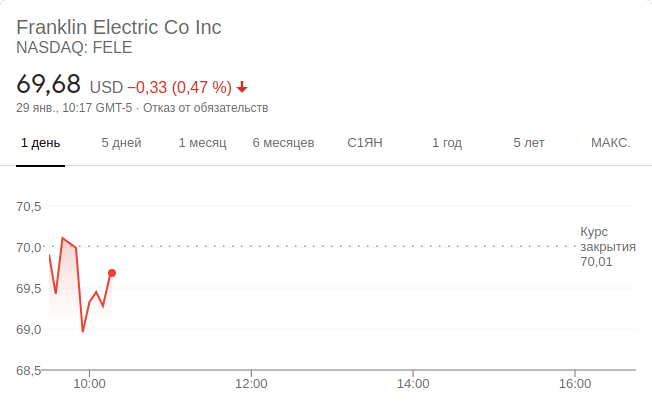 Franklin Electric Co Inc
NASDAQ: FELE
69,68 USD −0,33 (0,47 %)
29 янв., 10:17 GMT-5 · Отказ от обязательств
1 день 5 дней 1 месяц 6 месяцев С1ЯН 1 год 5 лет МАКС.
70,5
70,0
69,5
69,0
68,5
Курс
закрытия
70,01
10:00 12:00 14:00 16:00